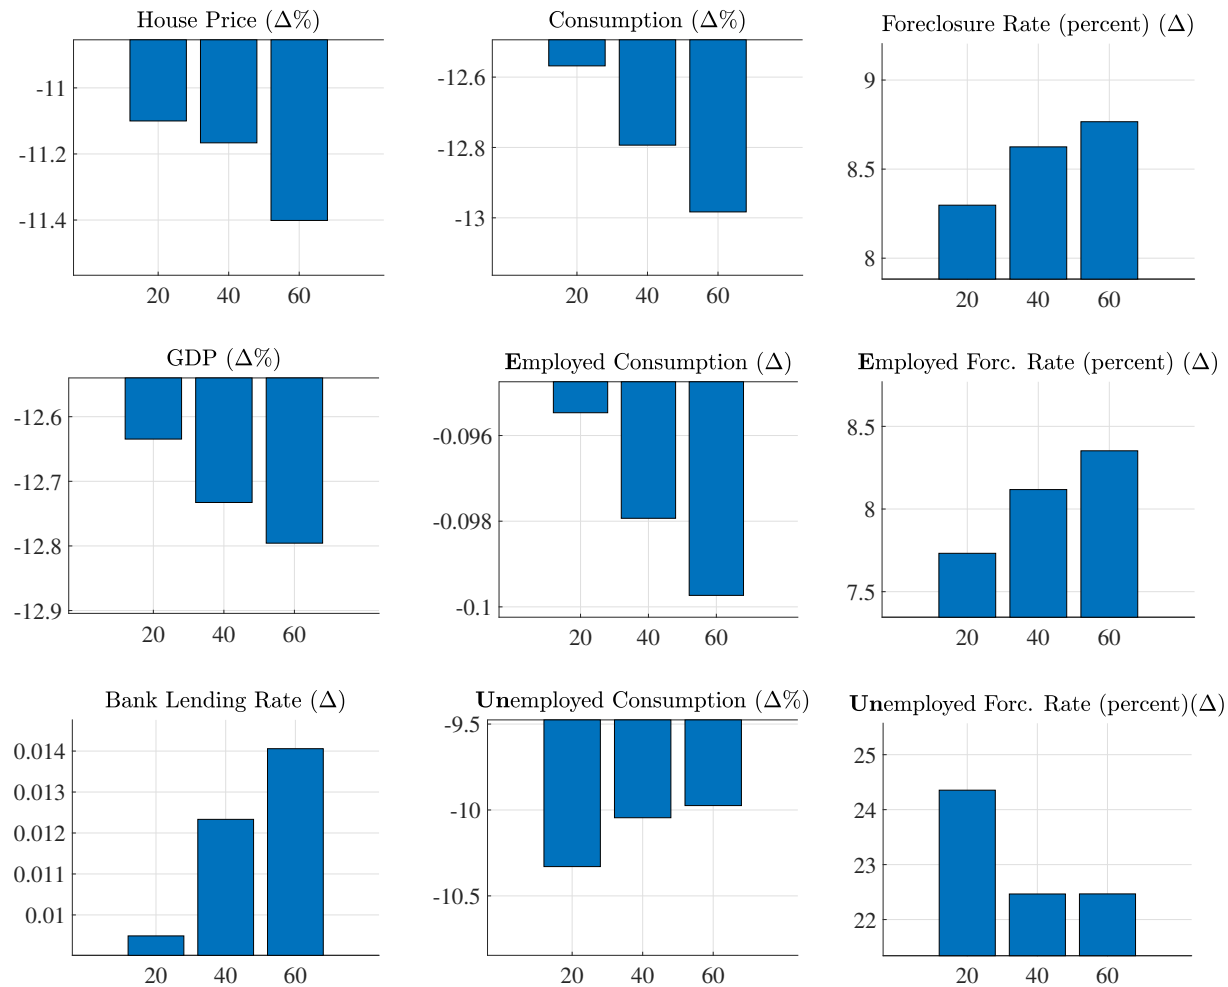 House Price (Δ%)
-11
-11.2
-11.4
20 40 60
Consumption (Δ%)
-12.6
-12.8
-13
20 40 60
Foreclosure Rate (percent) (Δ)
9
8.5
8
20 40 60
GDP (Δ%)
-12.6
-12.7
-12.8
-12.9
20 40 60
Employed Consumption (Δ)
-0.096
-0.098
-0.1
20 40 60
Employed Forc. Rate (percent) (Δ)
8.5
8
7.5
20 40 60
Bank Lending Rate (Δ)
0.014
0.013
0.012
0.011
0.01
20 40 60
Unemployed Consumption (Δ%)
-9.5
-10
-10.5
20 40 60
Unemployed Forc. Rate (percent)(Δ)
25
24
23
22
20 40 60